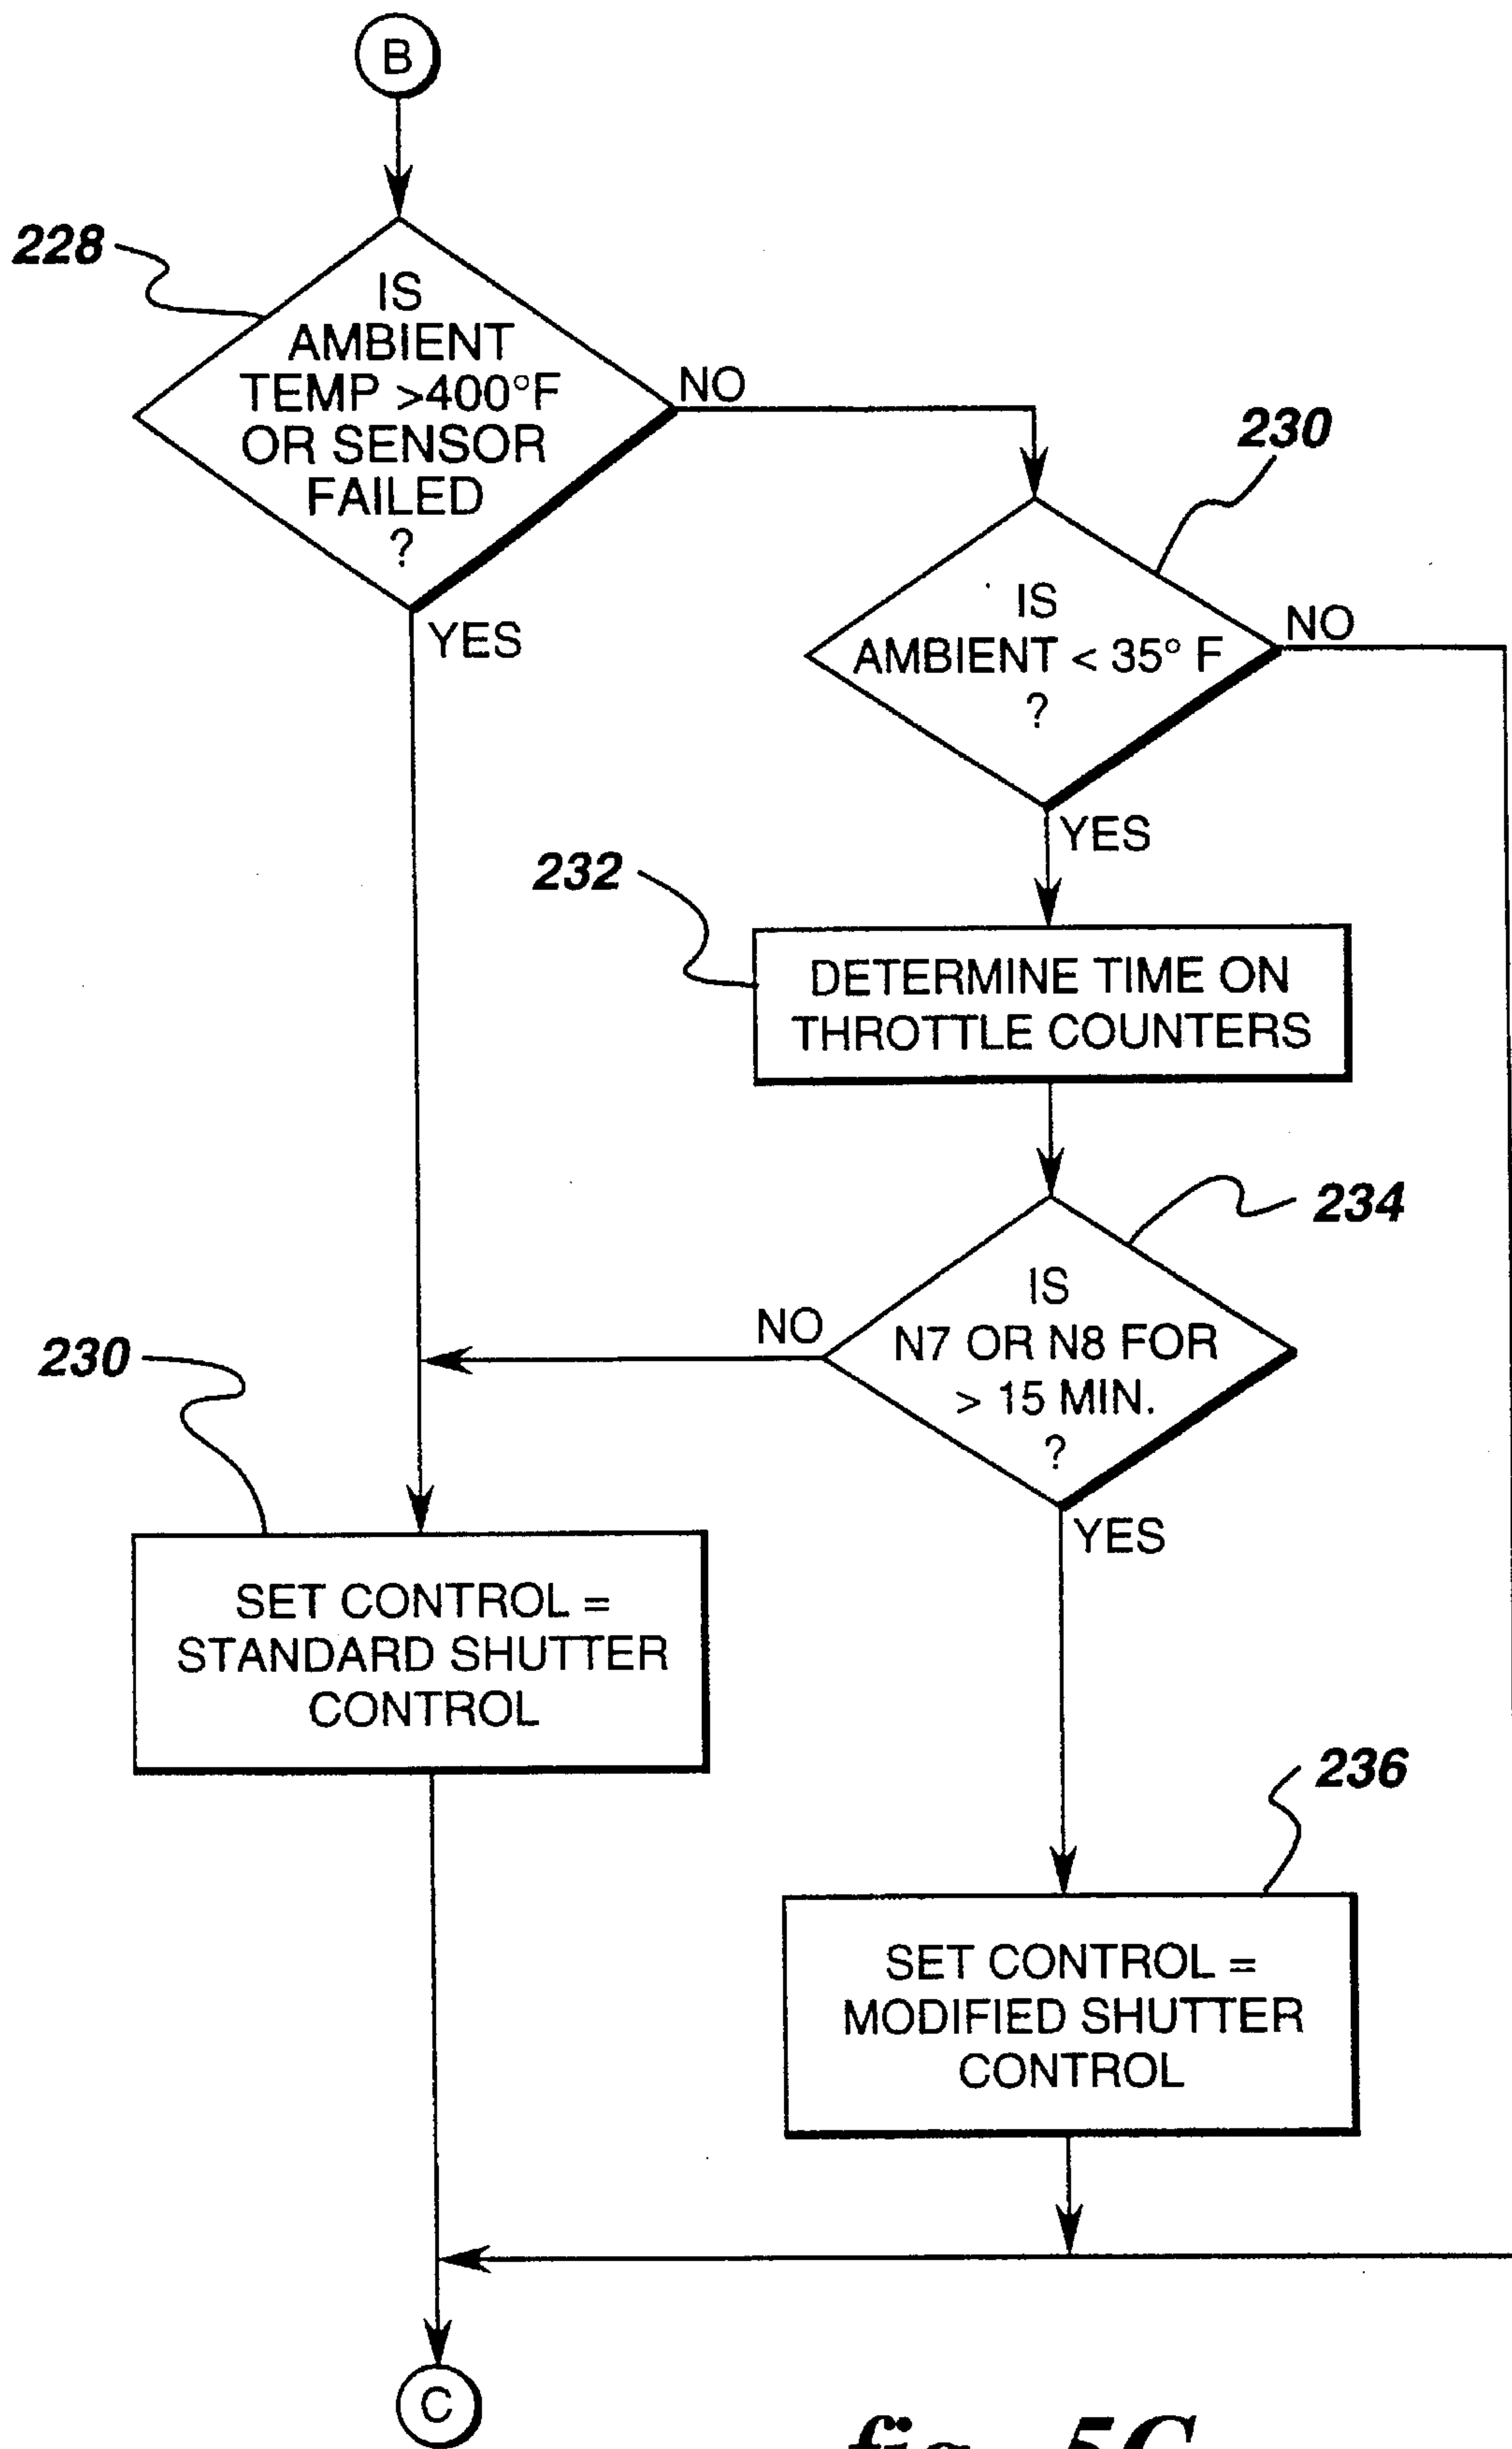 B
228
IS
AMBIENT
TEMP >400°F
OR SENSOR
FAILED
?
NO
YES
230
IS
AMBIENT < 35° F
?
NO
YES
232
DETERMINE TIME ON
THROTTLE COUNTERS
234
IS
N7 OR N8 FOR
> 15 MIN.
?
NO
YES
230
SET CONTROL =
STANDARD SHUTTER
CONTROL
236
SET CONTROL =
MODIFIED SHUTTER
CONTROL
C
fig. 5C